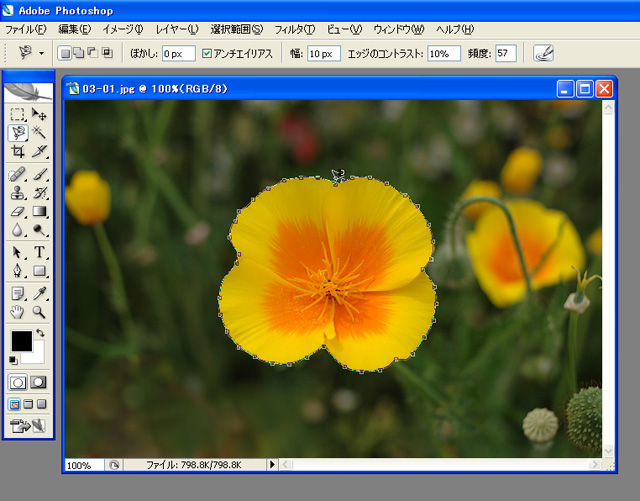 Adobe Photoshop
ファイル(F) 編集(E) イメージ(I) レイヤー(L) 選択範囲(S) フィルタ(T) ビュー(V) ウィンドウ(W) ヘルプ(H)
ぼかし: 0 px アンチエイリアス 幅: 10 px エッジのコントラスト: 10% 頻度: 57
03-01.jpg @ 100%(RGB/8)
T
100% ファイル: 798.8K/798.8K